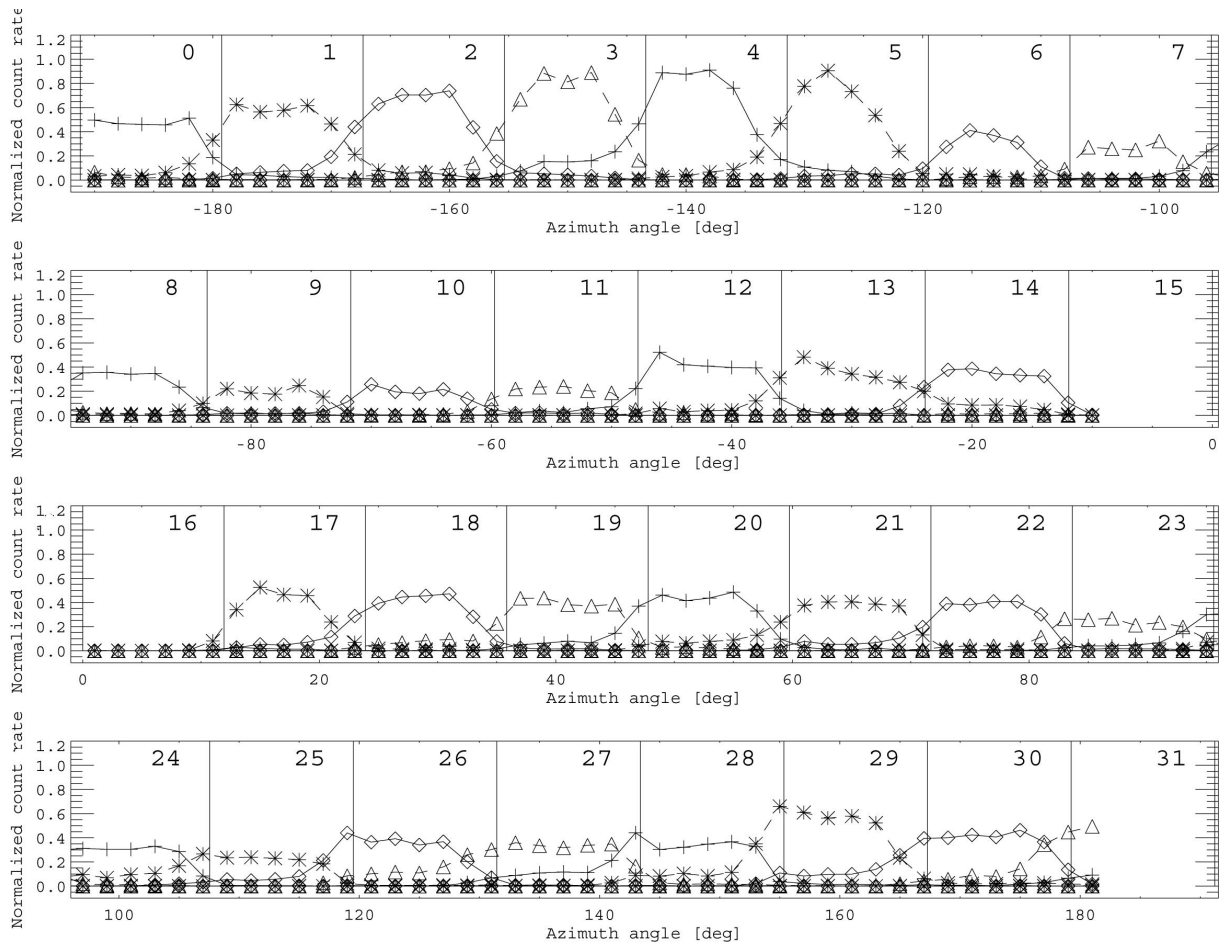 Normalized count rate
1.2
1.0
0.8
0.6
0.4
0.2
0.0
0 1 2 3 4 5 6 7
-180 -160 -140 -120 -100
Azimuth angle [deg]
Normalized count rate
1.2
1.0
0.8
0.6
0.4
0.2
0.0
8 9 10 11 12 13 14 15
-80 -60 -40 -20 0
Azimuth angle [deg]
Normalized count rate
1.2
1.0
0.8
0.6
0.4
0.2
0.0
16 17 18 19 20 21 22 23
0 20 40 60 80
Azimuth angle [deg]
Normalized count rate
1.2
1.0
0.8
0.6
0.4
0.2
0.0
24 25 26 27 28 29 30 31
100 120 140 160 180
Azimuth angle [deg]